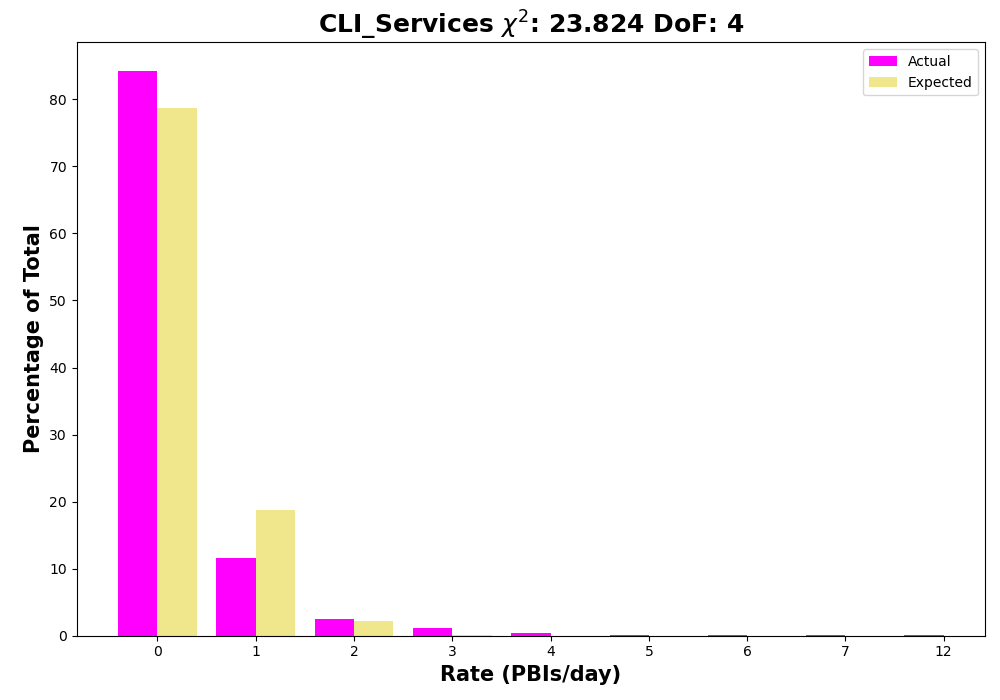 CLI_Services χ²: 23.824 DoF: 4
Actual
Expected
Percentage of Total
80
70
60
50
40
30
20
10
0
0 1 2 3 4 5 6 7 12
Rate (PBIs/day)